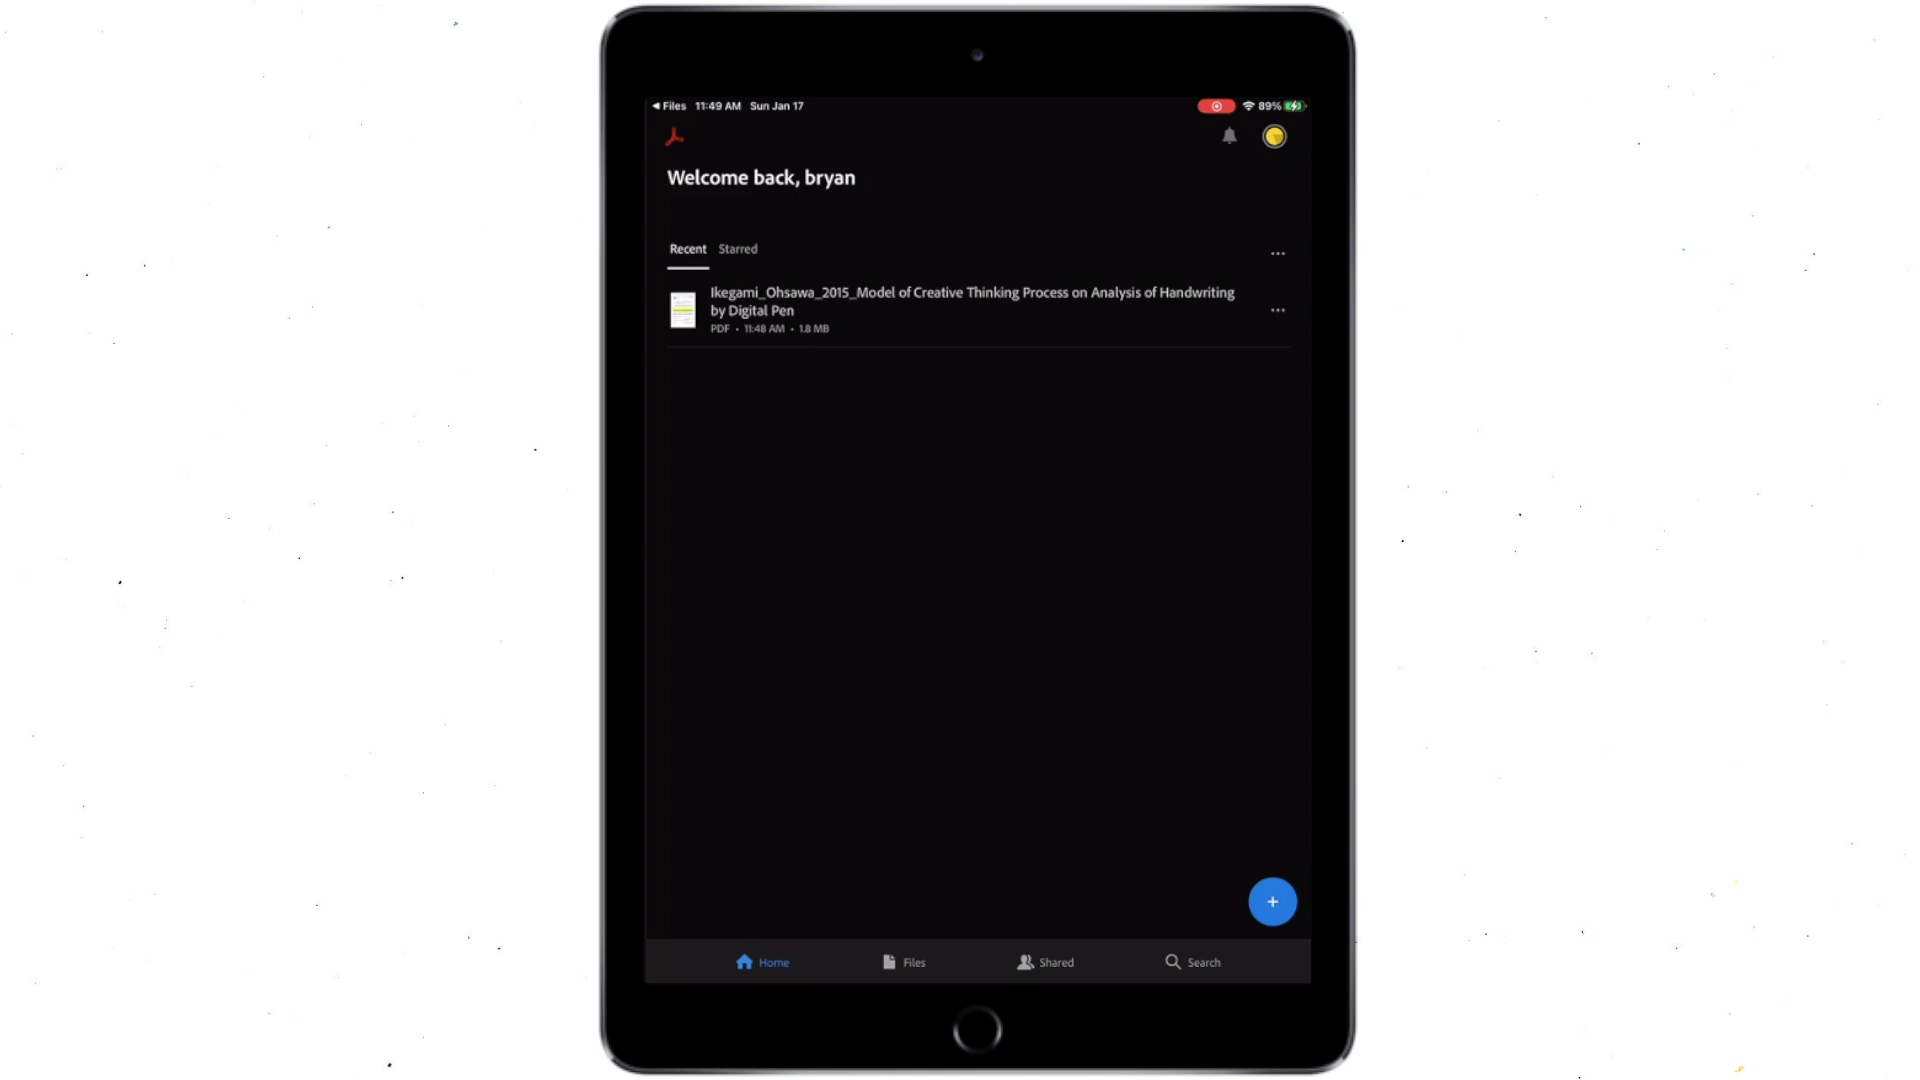 Files 11:49 AM Sun Jan 17 89%
Welcome back, bryan
Recent Starred
Ikegami_Ohsawa_2015_Model of Creative Thinking Process on Analysis of Handwriting
by Digital Pen
PDF • 11:48 AM • 1.8 MB
Home Files Shared Search